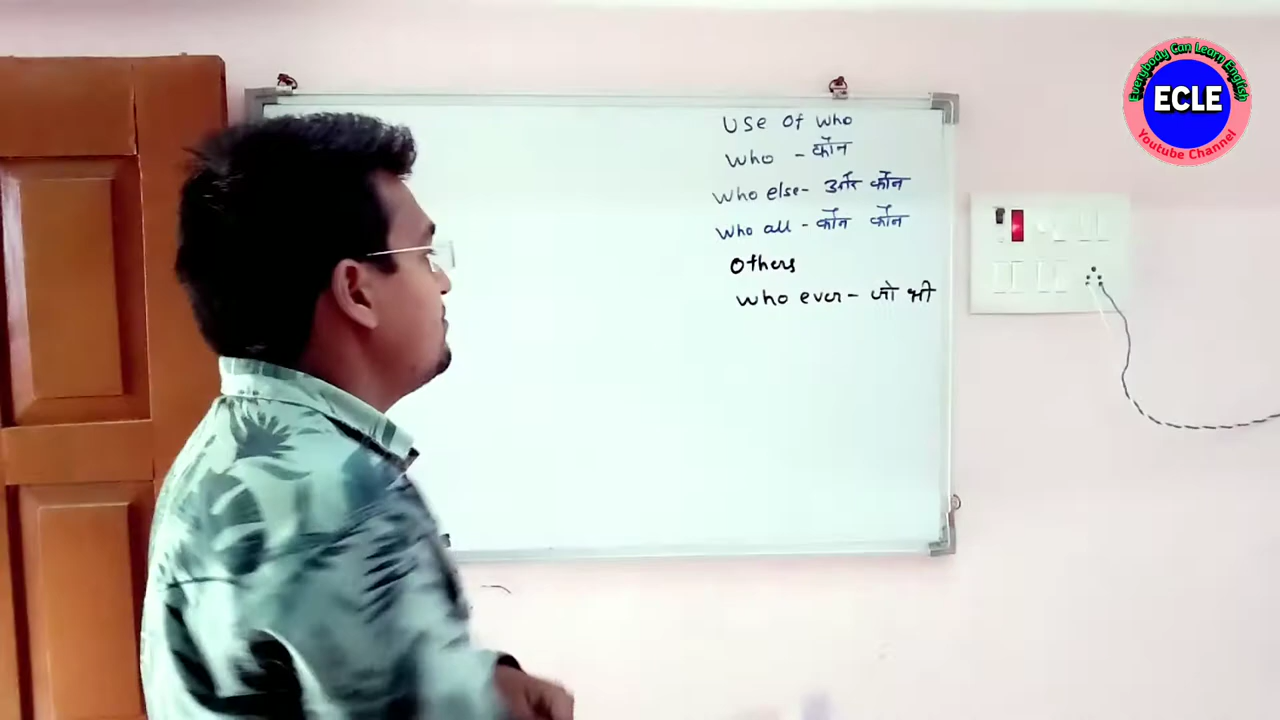 Use of who
who - कौन
who else - और कौन
who all - कौन कौन
others
who ever - जो भी
Everybody Can Learn English
ECLE
Youtube Channel